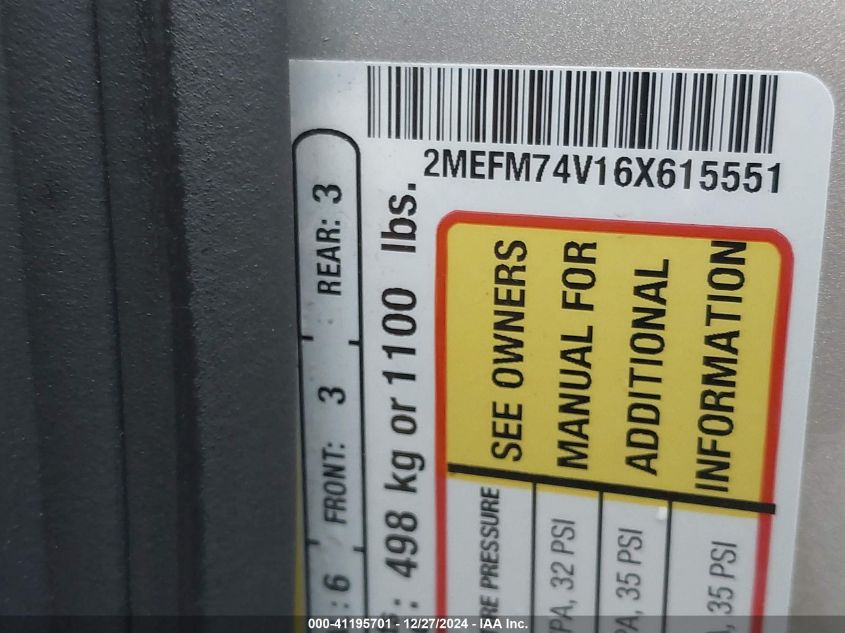 2MEFM74V16X615551
: 6 FRONT: 3 REAR: 3
: 498 kg or 1100 lbs.
SEE OWNERS
MANUAL FOR
ADDITIONAL
INFORMATION
PRESSURE
PA, 32 PSI
PA, 35 PSI
, 35 PSI
000-41195701 - 12/27/2024 - IAA Inc.